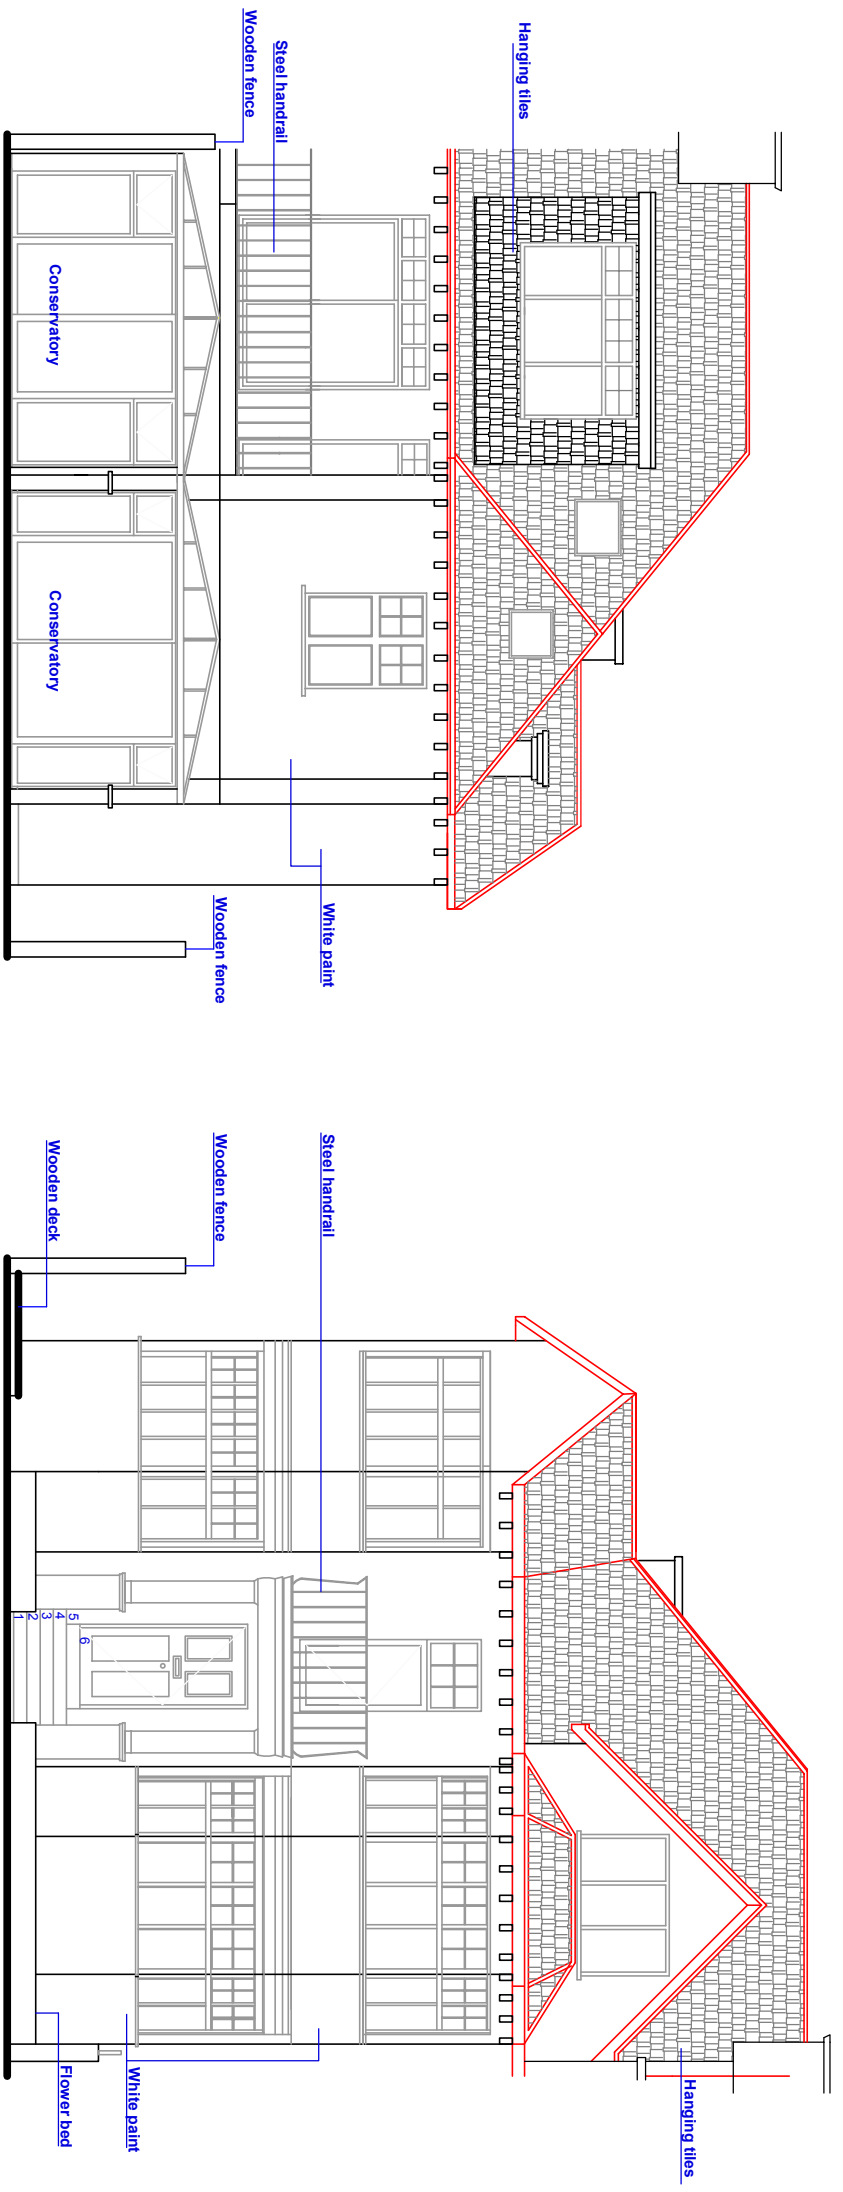 Wooden fence
Steel handrail
Hanging tiles
Conservatory
Conservatory
White paint
Wooden fence
Wooden deck
Wooden fence
Steel handrail
1
2
3
4
5
6
Flower bed
White paint
Hanging tiles